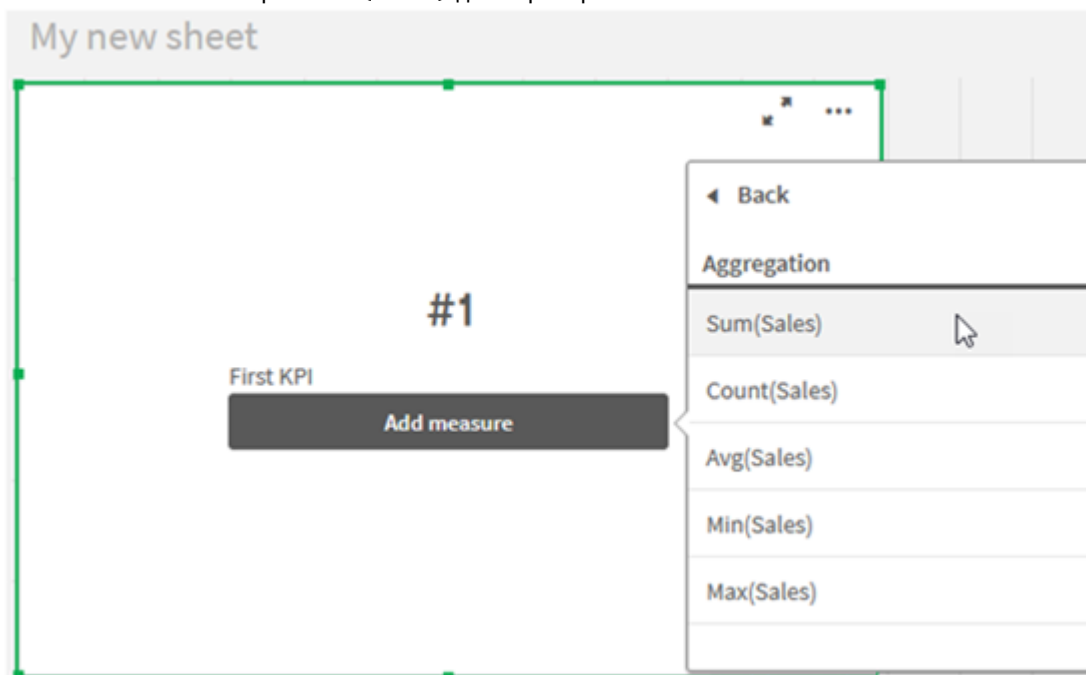 My new sheet
◀ Back
Aggregation
#1
Sum(Sales)
First KPI
Count(Sales)
Add measure
Avg(Sales)
Min(Sales)
Max(Sales)